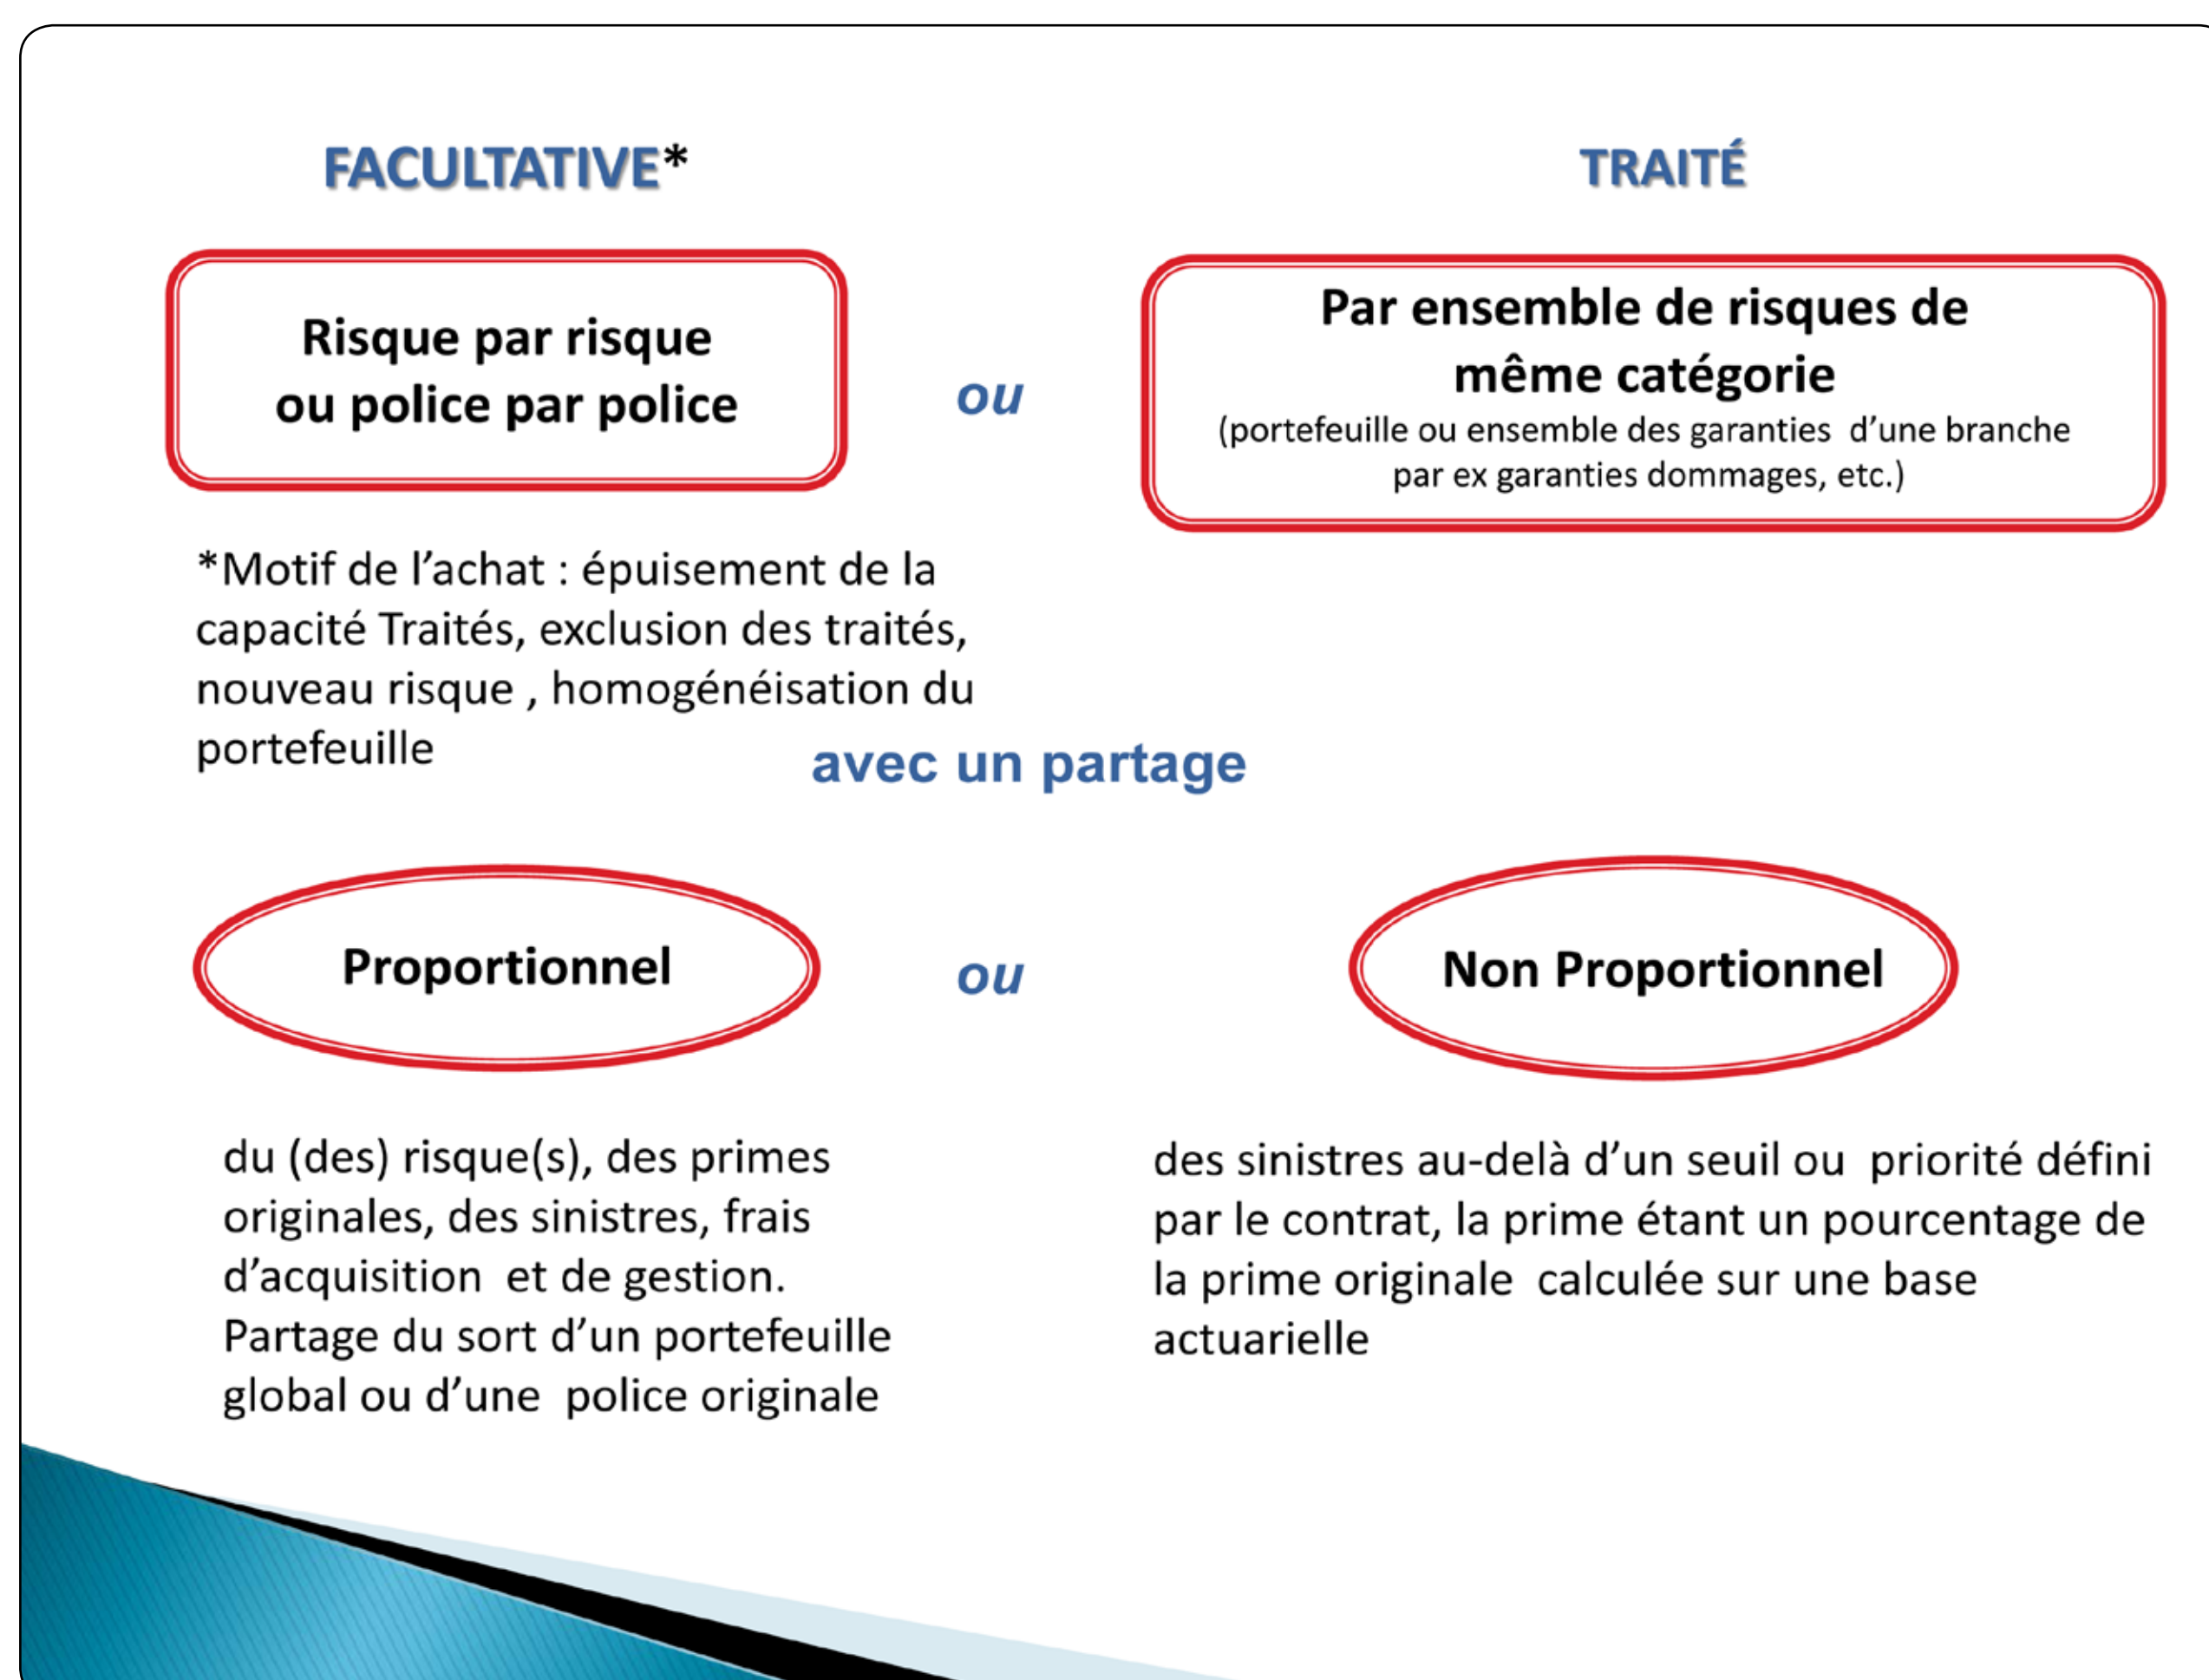 FACULTATIVE*
TRAITÉ
Risque par risque
ou police par police
ou
Par ensemble de risques de
même catégorie
(portefeuille ou ensemble des garanties d’une branche
par ex garanties dommages, etc.)
*Motif de l’achat : épuisement de la
capacité Traités, exclusion des traités,
nouveau risque , homogénéisation du
portefeuille
avec un partage
Proportionnel
ou
Non Proportionnel
du (des) risque(s), des primes
originales, des sinistres, frais
d’acquisition et de gestion.
Partage du sort d’un portefeuille
global ou d’une police originale
des sinistres au-delà d’un seuil ou priorité défini
par le contrat, la prime étant un pourcentage de
la prime originale calculée sur une base
actuarielle